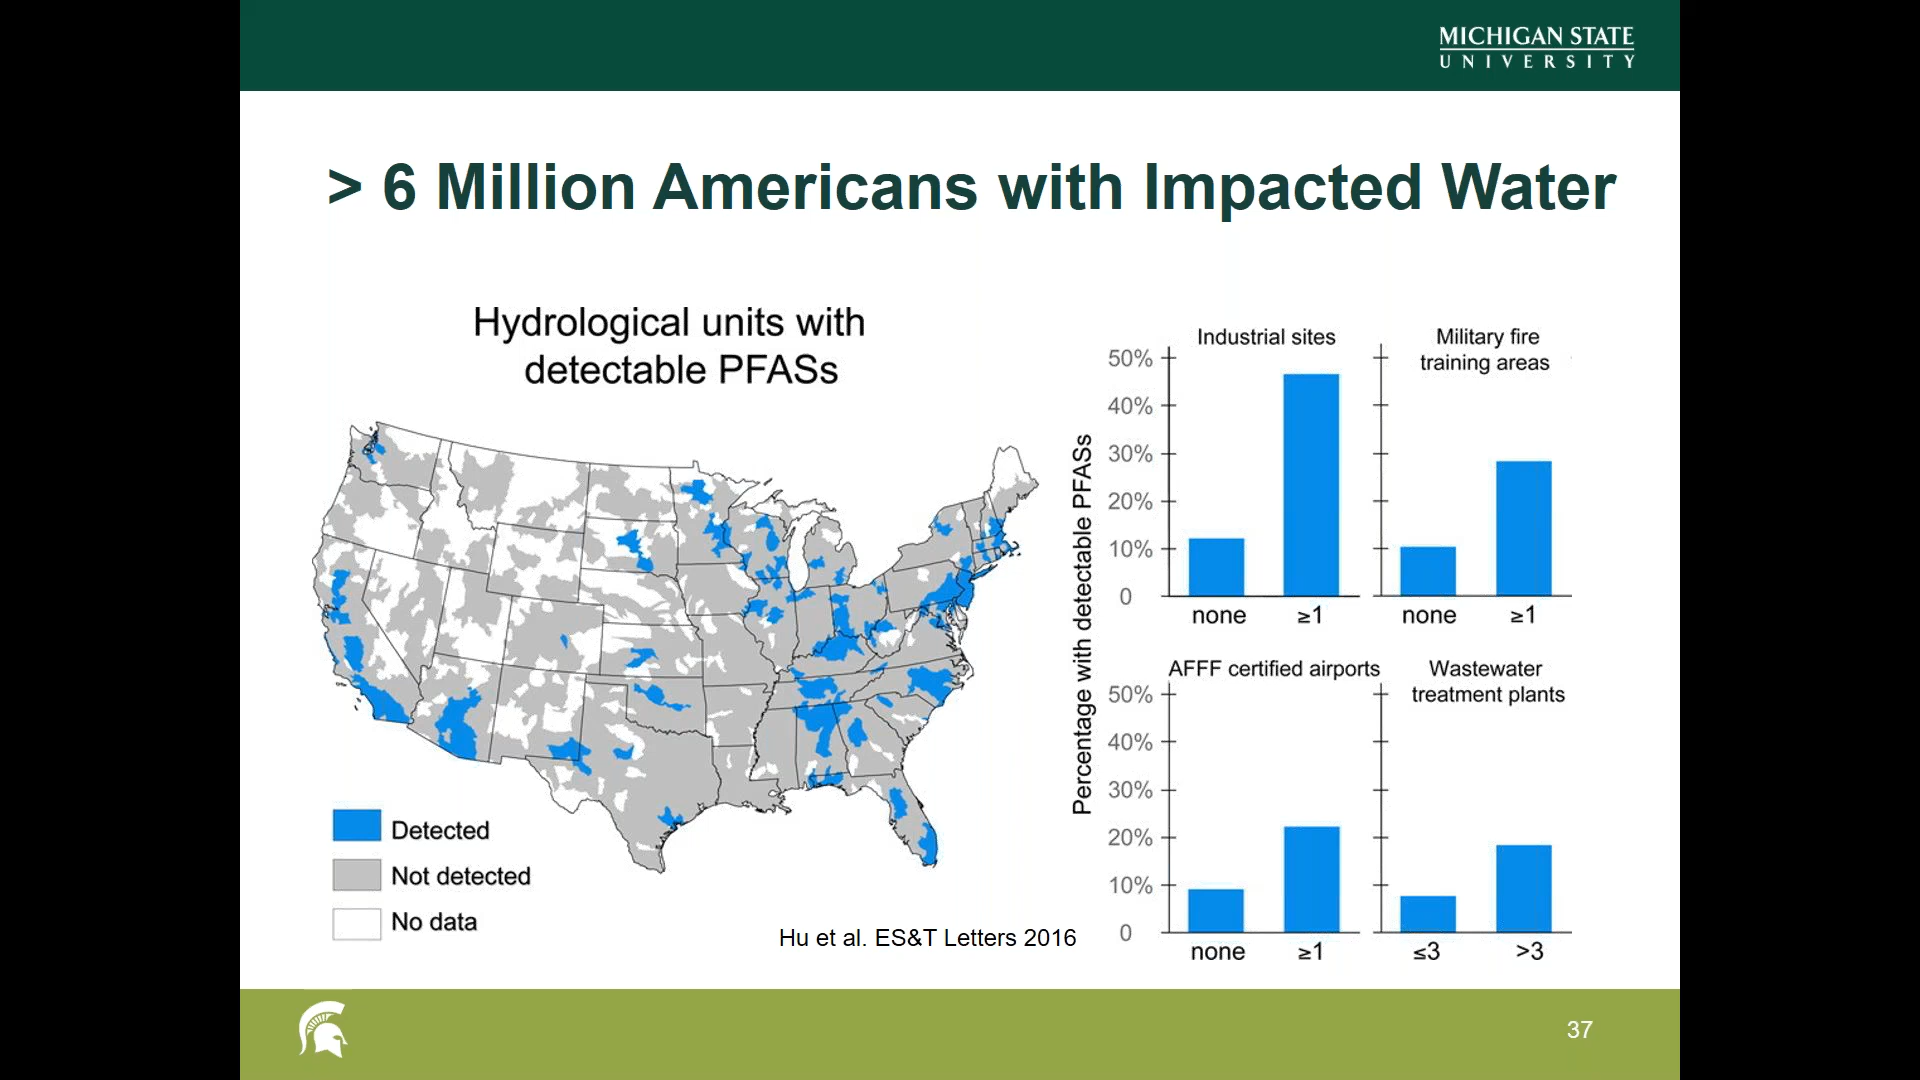 MICHIGAN STATE
UNIVERSITY
> 6 Million Americans with Impacted Water
Hydrological units with
detectable PFASs
Detected
Not detected
No data
Hu et al. ES&T Letters 2016
Percentage with detectable PFASs
Industrial sites
50%
40%
30%
20%
10%
0
none ≥1
Military fire
training areas
none ≥1
AFFF certified airports
50%
40%
30%
20%
10%
0
none ≥1
Wastewater
treatment plants
≤3 >3
37